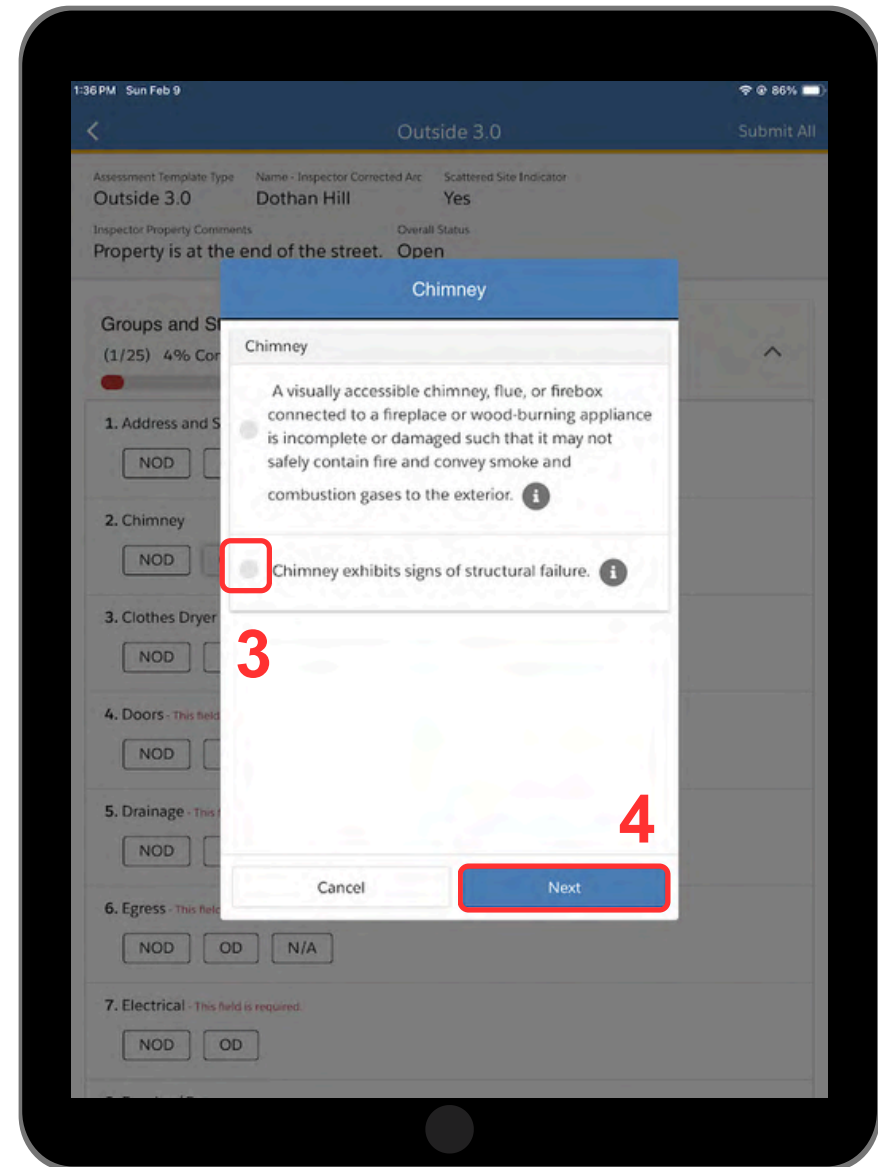 1:36 PM Sun Feb 9
86%
Outside 3.0
Submit All
Assessment Template Type
Name - Inspector Corrected Arc
Scattered Site Indicator
Outside 3.0
Dothan Hill
Yes
Inspector Property Comments
Overall Status
Property is at the end of the street.
Open
Chimney
Groups and S
(1/25) 4% Cor
Chimney
A visually accessible chimney, flue, or firebox
connected to a fireplace or wood-burning appliance
is incomplete or damaged such that it may not
safely contain fire and convey smoke and
combustion gases to the exterior.
1. Address and S
NOD
2. Chimney
NOD
Chimney exhibits signs of structural failure.
3. Clothes Dryer
NOD
3
4. Doors - This field
NOD
5. Drainage - This f
NOD
4
Cancel
Next
6. Egress - This field
NOD OD N/A
7. Electrical - This field is required.
NOD OD